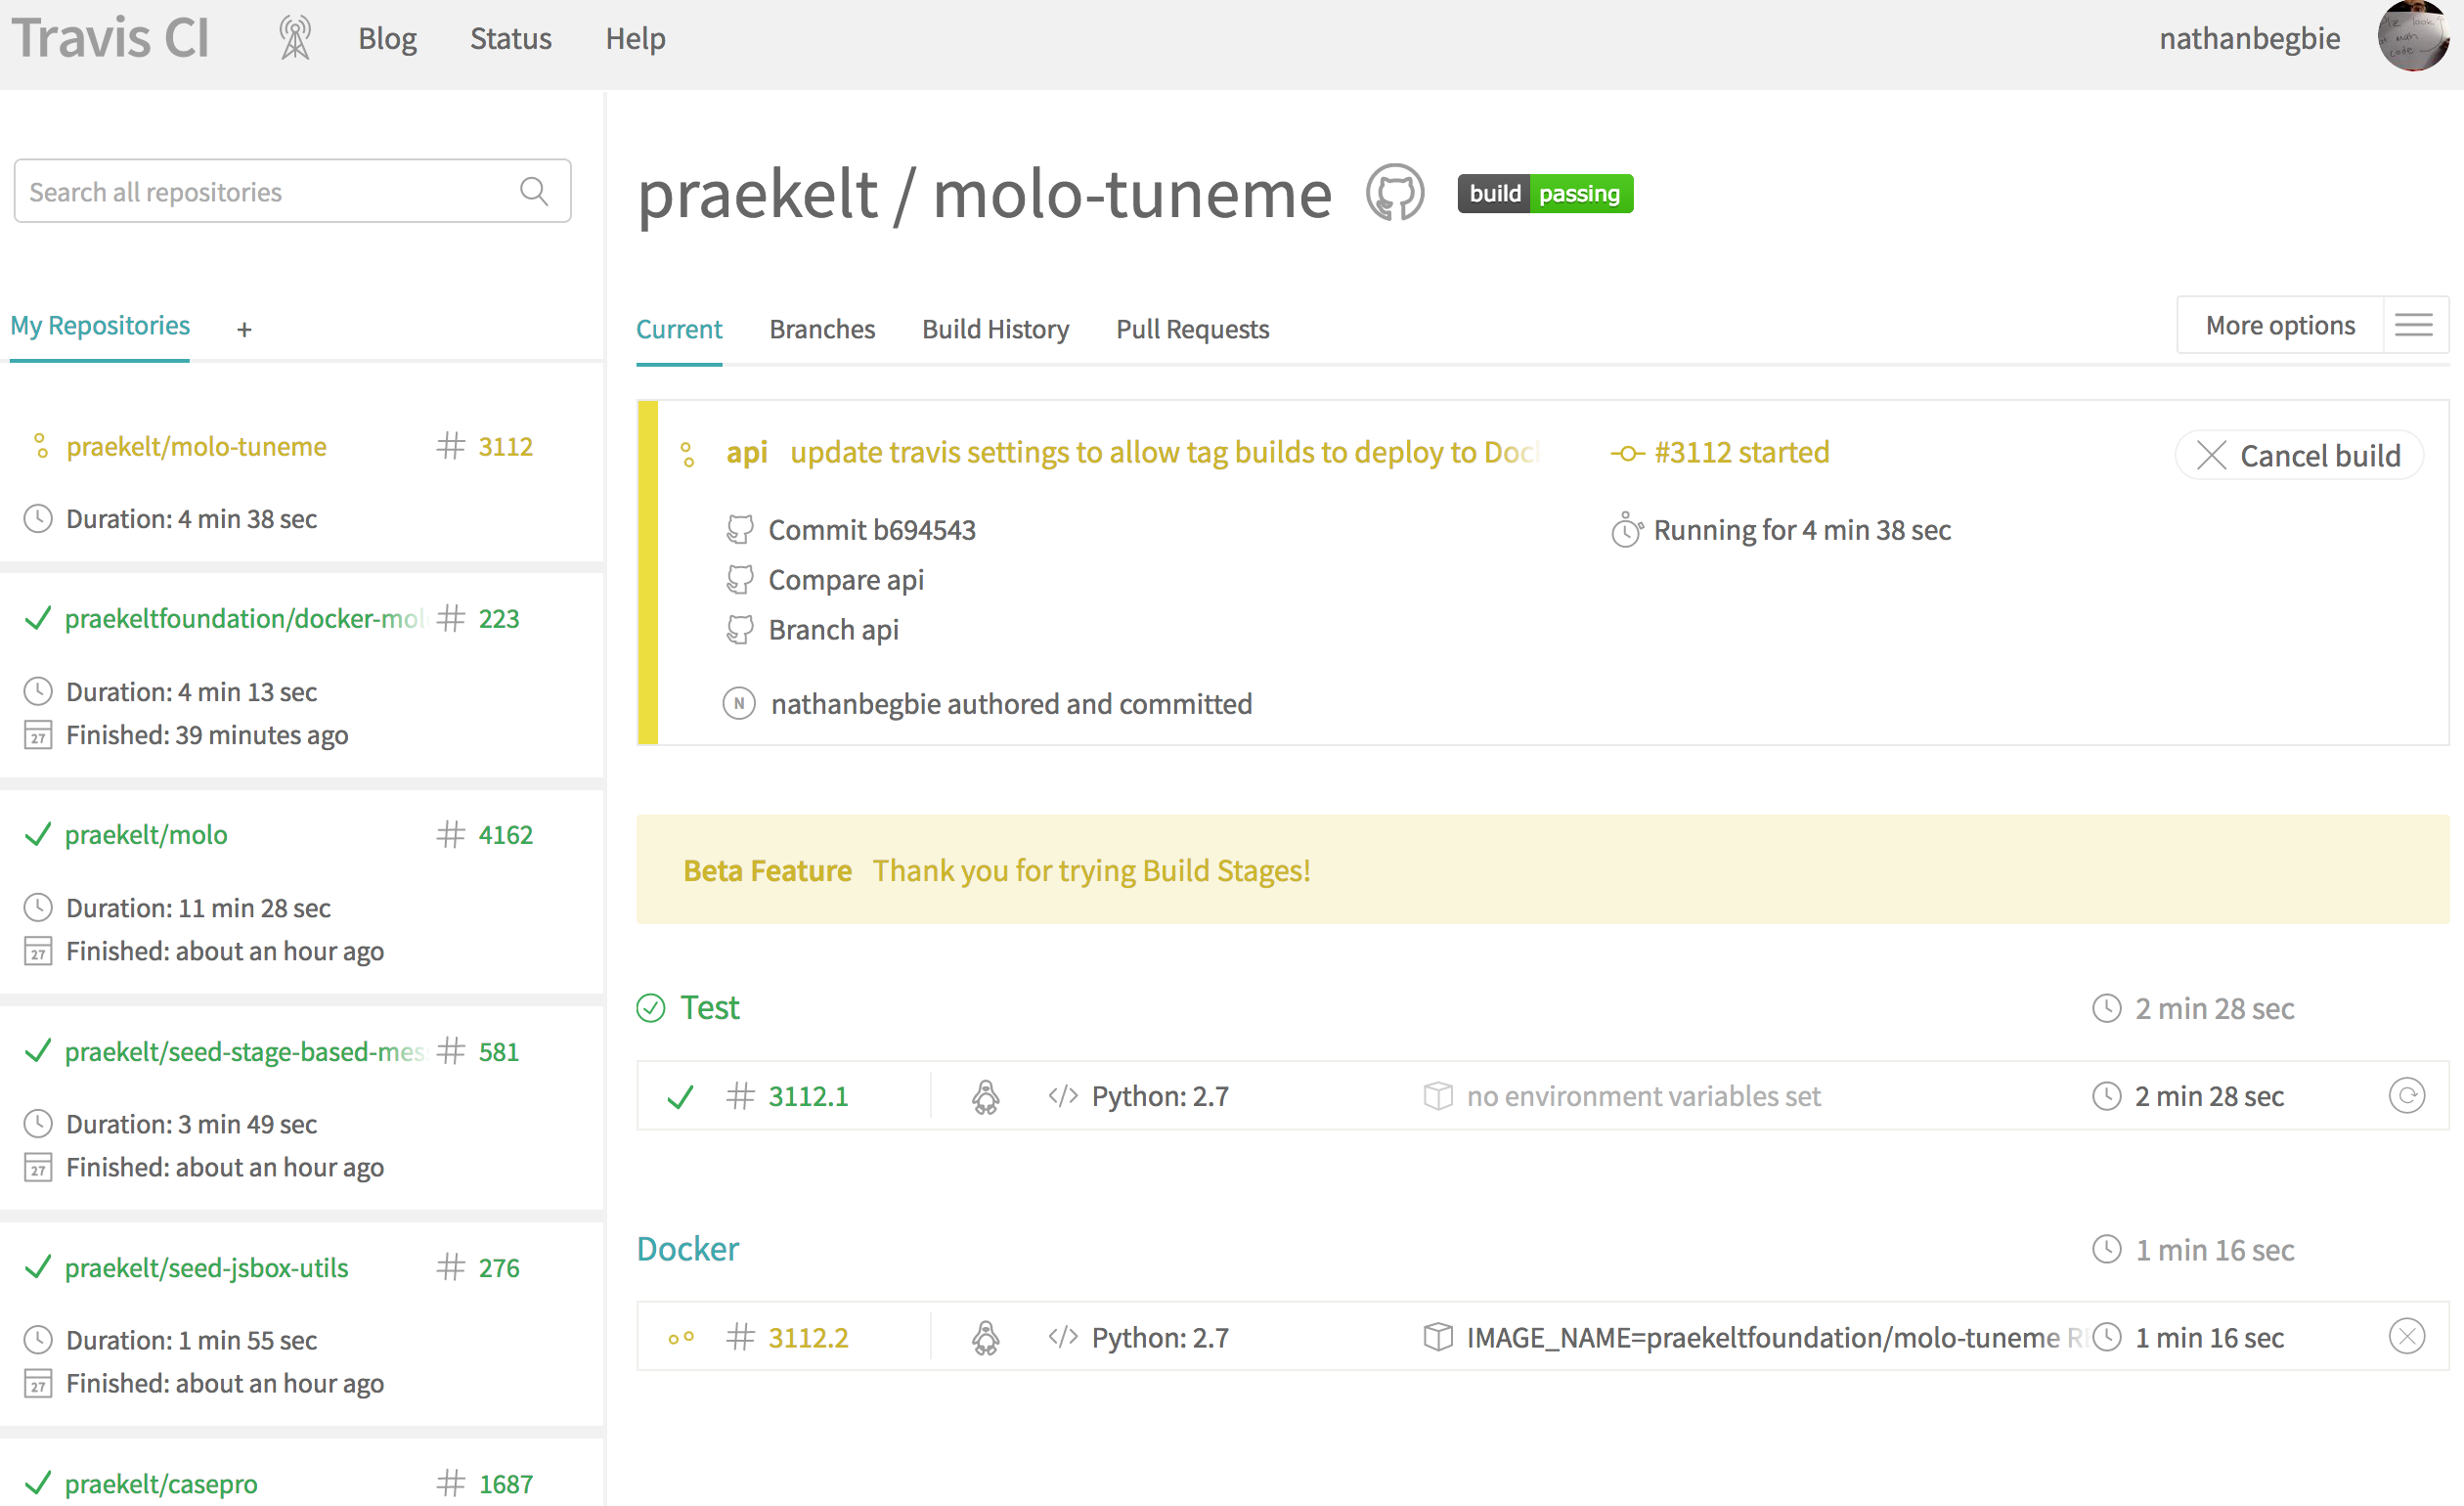 Travis CI Blog Status Help nathanbegbie
Search all repositories
My Repositories +
praekelt/molo-tuneme # 3112
Duration: 4 min 38 sec
praekeltfoundation/docker-mol # 223
Duration: 4 min 13 sec
27 Finished: 39 minutes ago
praekelt/molo # 4162
Duration: 11 min 28 sec
27 Finished: about an hour ago
praekelt/seed-stage-based-mes # 581
Duration: 3 min 49 sec
27 Finished: about an hour ago
praekelt/seed-jsbox-utils # 276
Duration: 1 min 55 sec
27 Finished: about an hour ago
praekelt/casepro # 1687
praekelt / molo-tuneme build passing
Current Branches Build History Pull Requests More options
api update travis settings to allow tag builds to deploy to Doc #3112 started Cancel build
Commit b694543 Running for 4 min 38 sec
Compare api
Branch api
N nathanbegbie authored and committed
Beta Feature Thank you for trying Build Stages!
Test 2 min 28 sec
# 3112.1 </> Python: 2.7 no environment variables set 2 min 28 sec
Docker 1 min 16 sec
# 3112.2 </> Python: 2.7 IMAGE_NAME=praekeltfoundation/molo-tuneme R 1 min 16 sec